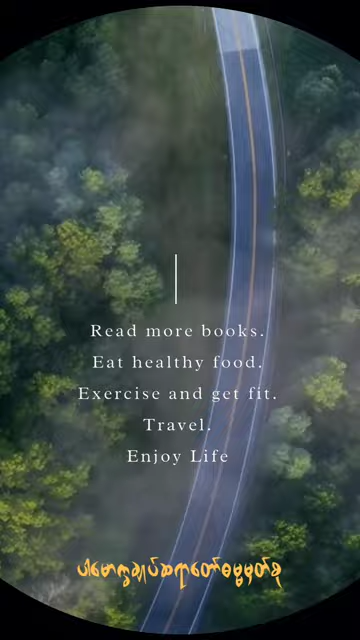 Read more books.
Eat healthy food.
Exercise and get fit.
Travel.
Enjoy Life